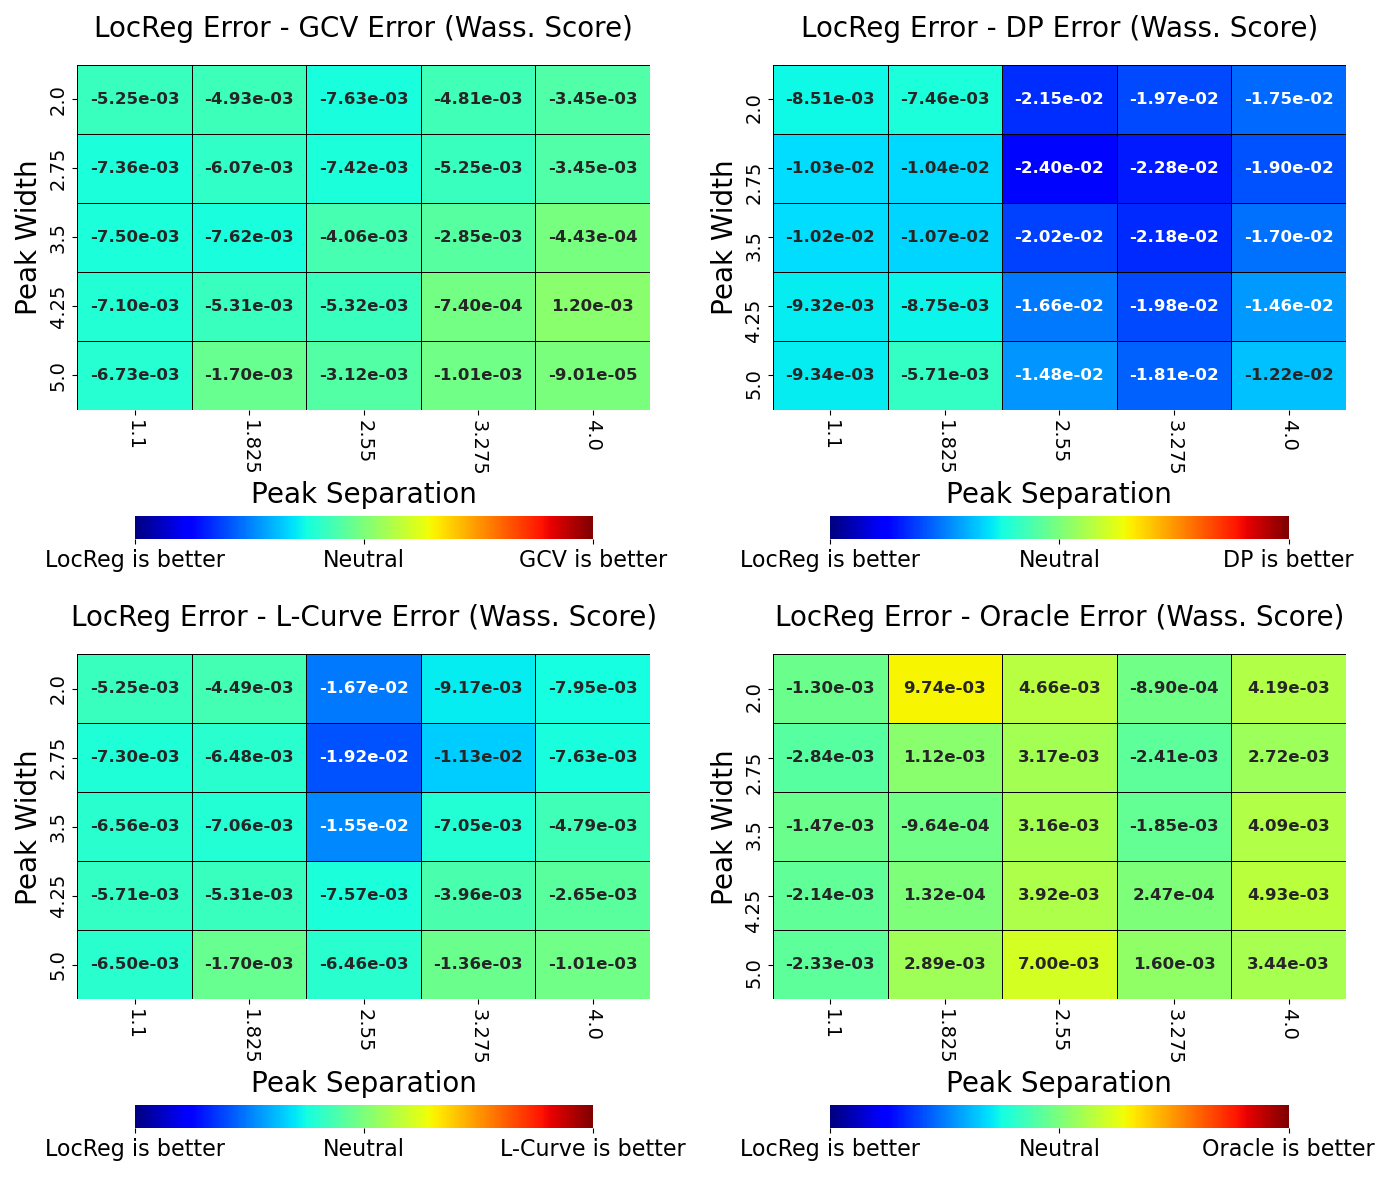 LocReg Error - GCV Error (Wass. Score)
Peak Width
2.0 -5.25e-03 -4.93e-03 -7.63e-03 -4.81e-03 -3.45e-03
2.75 -7.36e-03 -6.07e-03 -7.42e-03 -5.25e-03 -3.45e-03
3.5 -7.50e-03 -7.62e-03 -4.06e-03 -2.85e-03 -4.43e-04
4.25 -7.10e-03 -5.31e-03 -5.32e-03 -7.40e-04 1.20e-03
5.0 -6.73e-03 -1.70e-03 -3.12e-03 -1.01e-03 -9.01e-05
1.1 1.825 2.55 3.275 4.0
Peak Separation
LocReg is better Neutral GCV is better
LocReg Error - DP Error (Wass. Score)
Peak Width
2.0 -8.51e-03 -7.46e-03 -2.15e-02 -1.97e-02 -1.75e-02
2.75 -1.03e-02 -1.04e-02 -2.40e-02 -2.28e-02 -1.90e-02
3.5 -1.02e-02 -1.07e-02 -2.02e-02 -2.18e-02 -1.70e-02
4.25 -9.32e-03 -8.75e-03 -1.66e-02 -1.98e-02 -1.46e-02
5.0 -9.34e-03 -5.71e-03 -1.48e-02 -1.81e-02 -1.22e-02
1.1 1.825 2.55 3.275 4.0
Peak Separation
LocReg is better Neutral DP is better
LocReg Error - L-Curve Error (Wass. Score)
Peak Width
2.0 -5.25e-03 -4.49e-03 -1.67e-02 -9.17e-03 -7.95e-03
2.75 -7.30e-03 -6.48e-03 -1.92e-02 -1.13e-02 -7.63e-03
3.5 -6.56e-03 -7.06e-03 -1.55e-02 -7.05e-03 -4.79e-03
4.25 -5.71e-03 -5.31e-03 -7.57e-03 -3.96e-03 -2.65e-03
5.0 -6.50e-03 -1.70e-03 -6.46e-03 -1.36e-03 -1.01e-03
1.1 1.825 2.55 3.275 4.0
Peak Separation
LocReg is better Neutral L-Curve is better
LocReg Error - Oracle Error (Wass. Score)
Peak Width
2.0 -1.30e-03 9.74e-03 4.66e-03 -8.90e-04 4.19e-03
2.75 -2.84e-03 1.12e-03 3.17e-03 -2.41e-03 2.72e-03
3.5 -1.47e-03 -9.64e-04 3.16e-03 -1.85e-03 4.09e-03
4.25 -2.14e-03 1.32e-04 3.92e-03 2.47e-04 4.93e-03
5.0 -2.33e-03 2.89e-03 7.00e-03 1.60e-03 3.44e-03
1.1 1.825 2.55 3.275 4.0
Peak Separation
LocReg is better Neutral Oracle is better